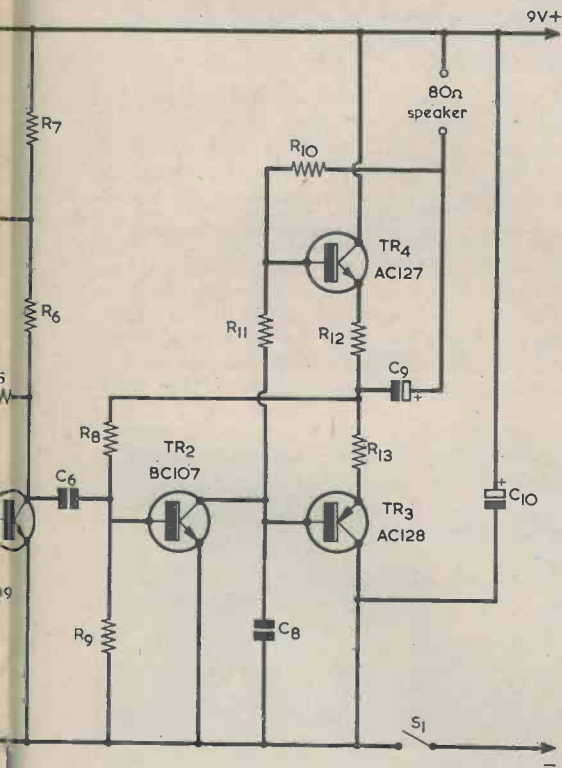 9V+
80Ω
speaker
R7
R10
TR4
AC127
R6
R11
R12
C9
+
R8
R13
TR2
BC107
C6
TR3
AC128
+
C10
R9
C8
S1
−